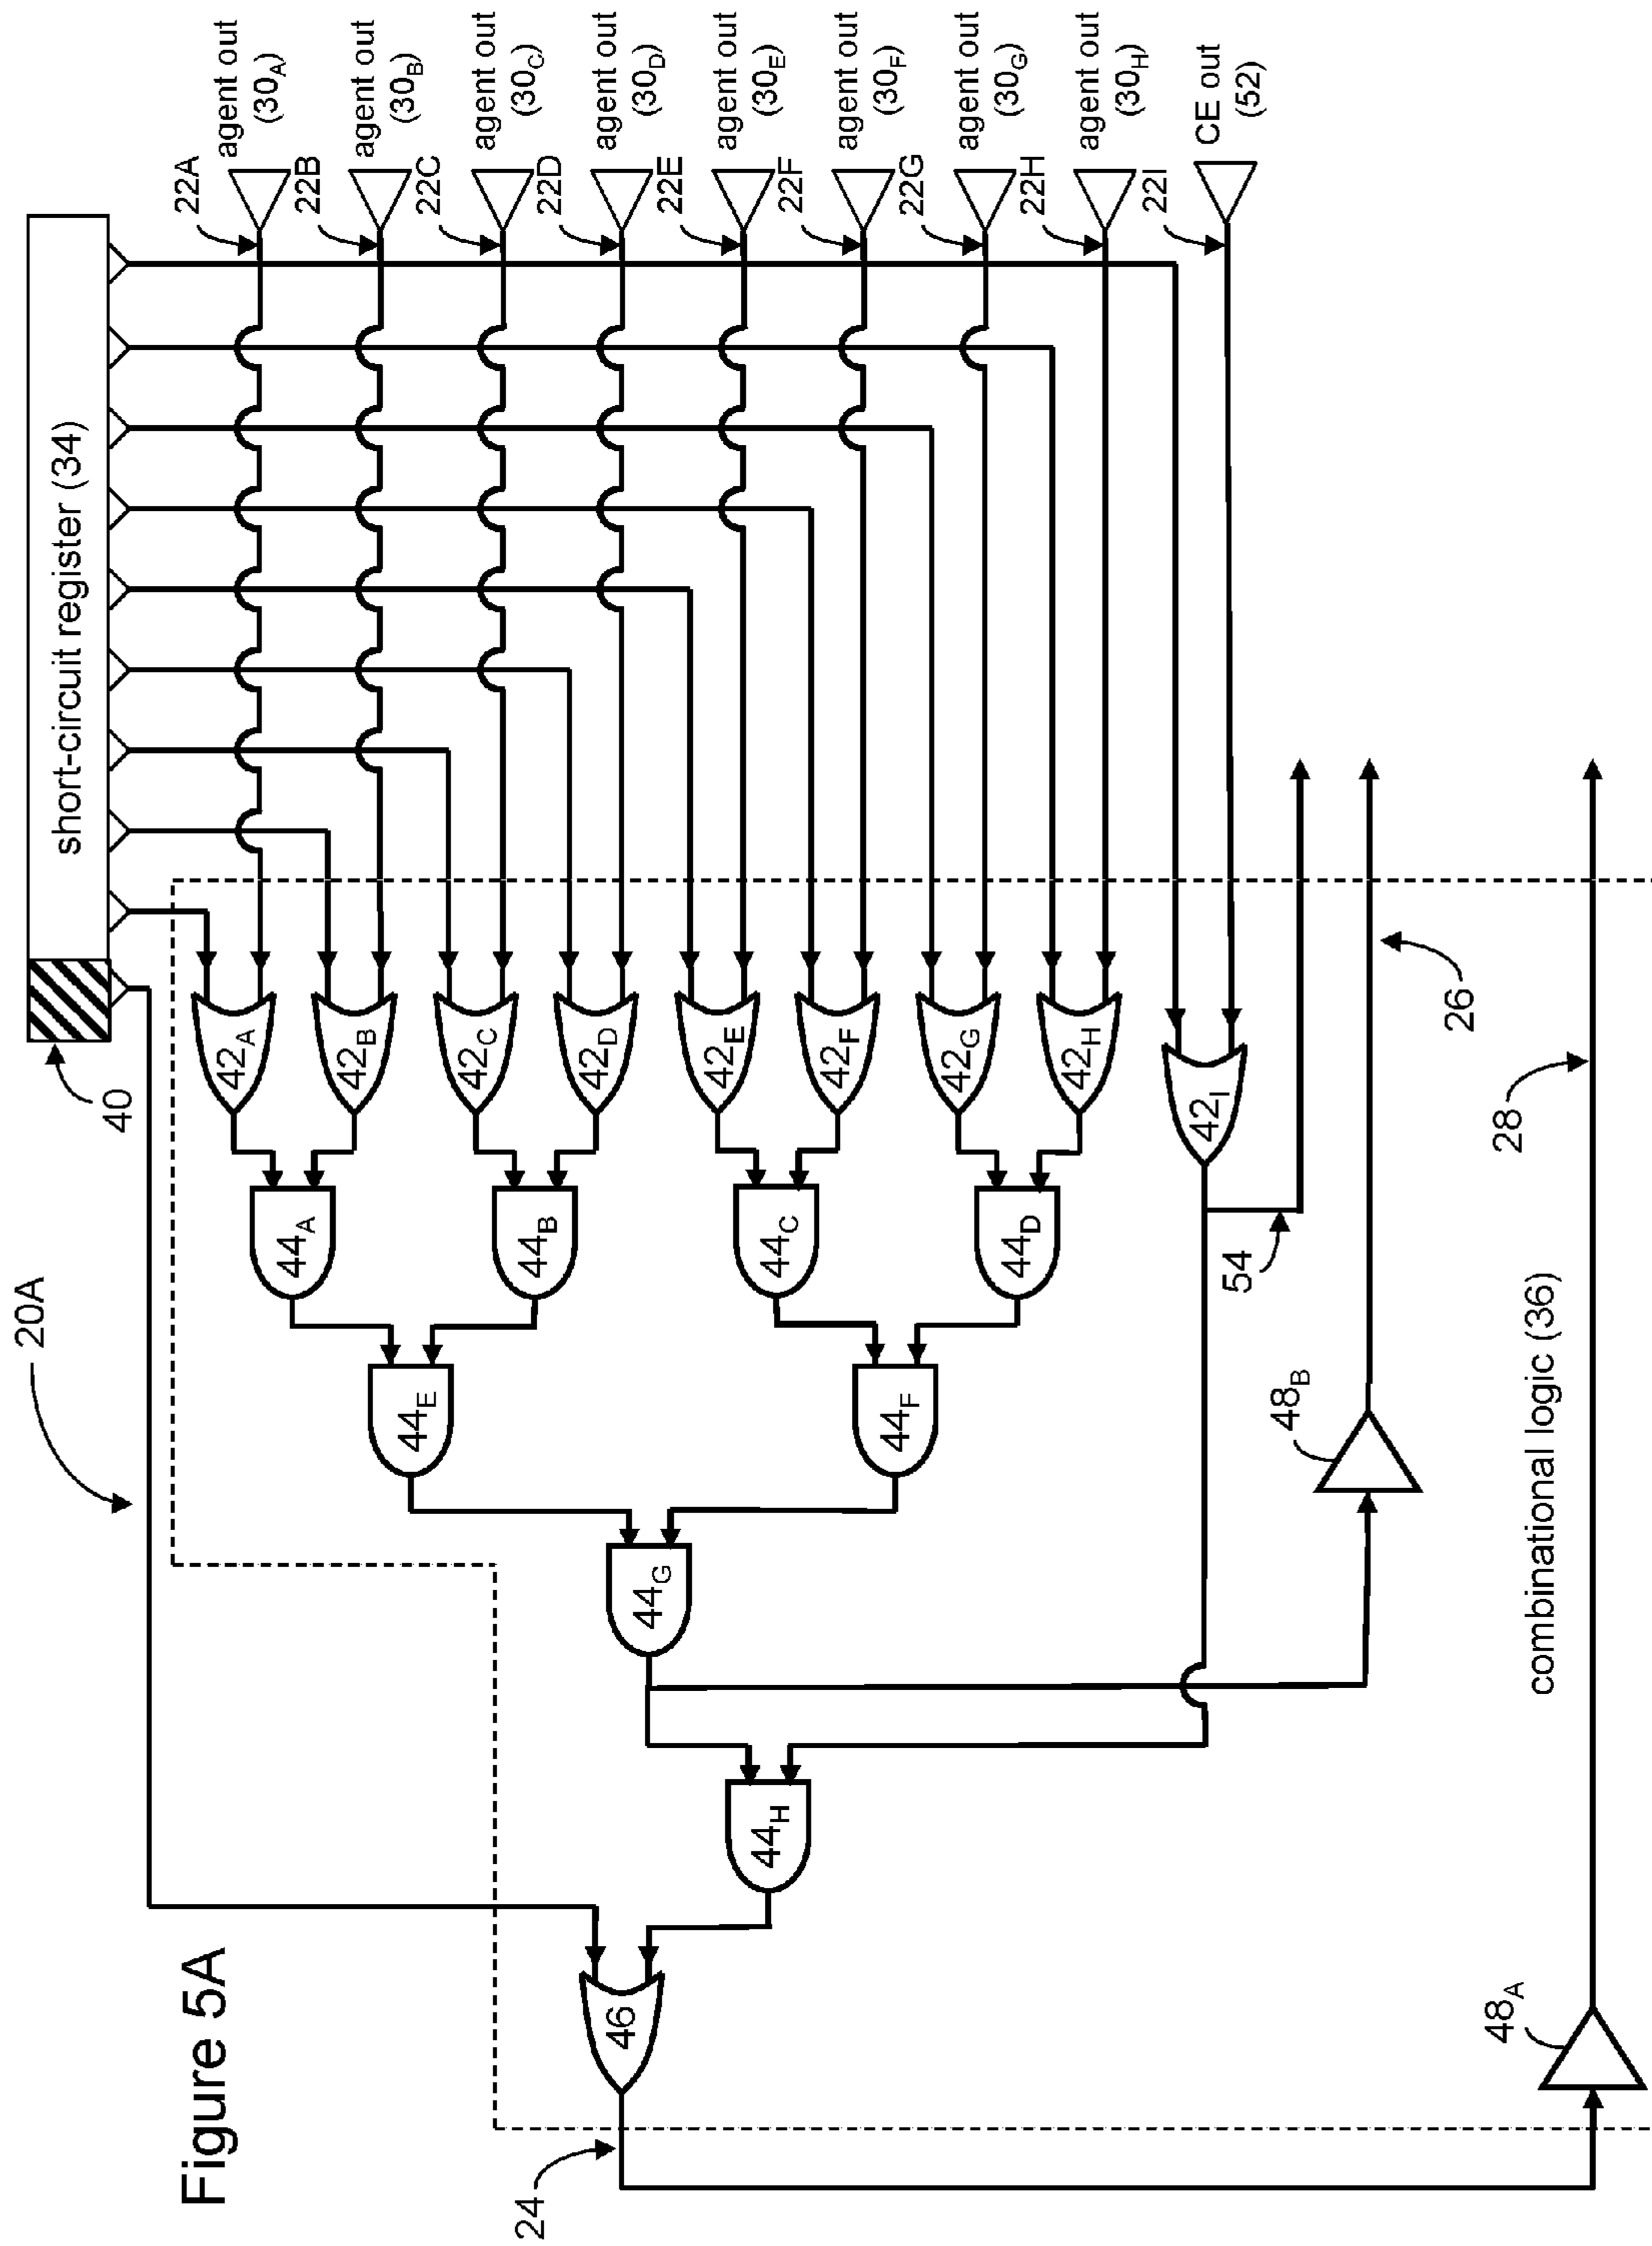 Figure 5A
20A
40
short-circuit register (34)
22A
agent out
(30A)
22B
agent out
(30B)
22C
agent out
(30C)
22D
agent out
(30D)
22E
agent out
(30E)
22F
agent out
(30F)
22G
agent out
(30G)
22H
agent out
(30H)
22I
CE out
(52)
42A
42B
42C
42D
42E
42F
42G
42H
42I
44A
44B
44C
44D
44E
44F
44G
44H
46
24
54
48B
26
48A
28
combinational logic (36)